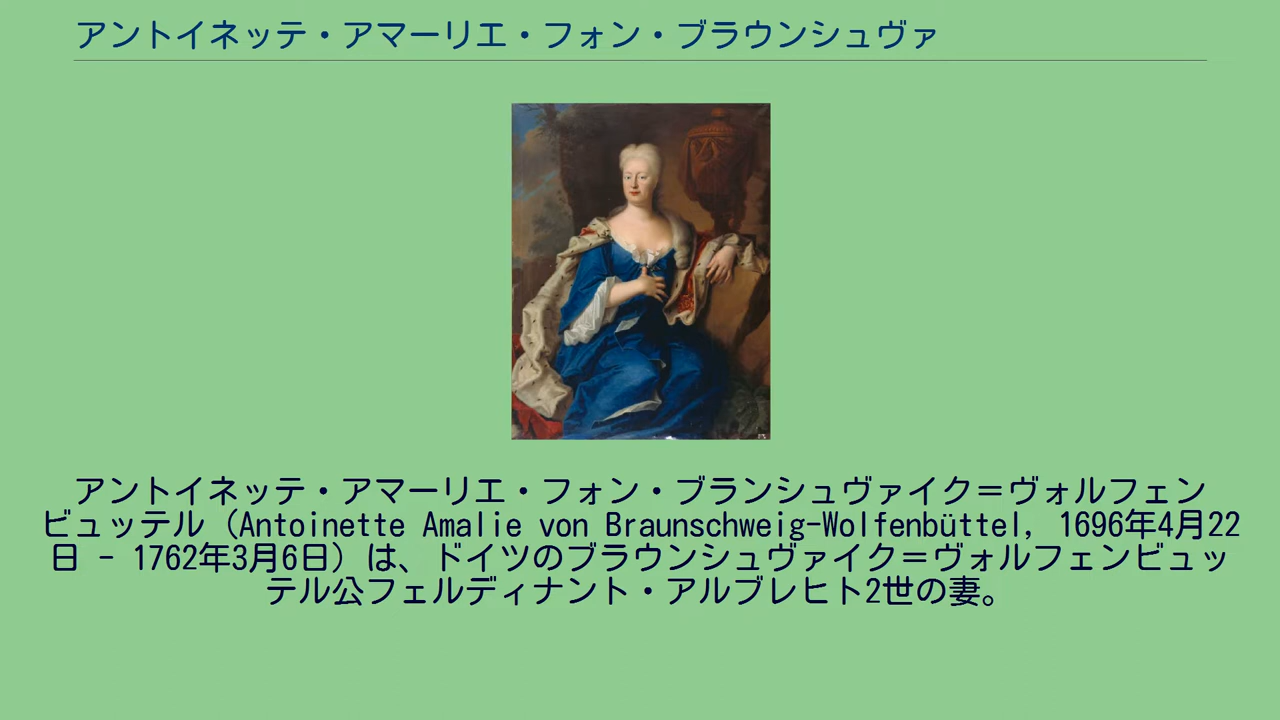 アントイネッテ・アマーリエ・フォン・ブラウンシュヴァ
アントイネッテ・アマーリエ・フォン・ブランシュヴァイク＝ヴォルフェン
ビュッテル（Antoinette Amalie von Braunschweig-Wolfenbüttel, 1696年4月22
日 - 1762年3月6日）は、ドイツのブラウンシュヴァイク＝ヴォルフェンビュッ
テル公フェルディナント・アルブレヒト2世の妻。